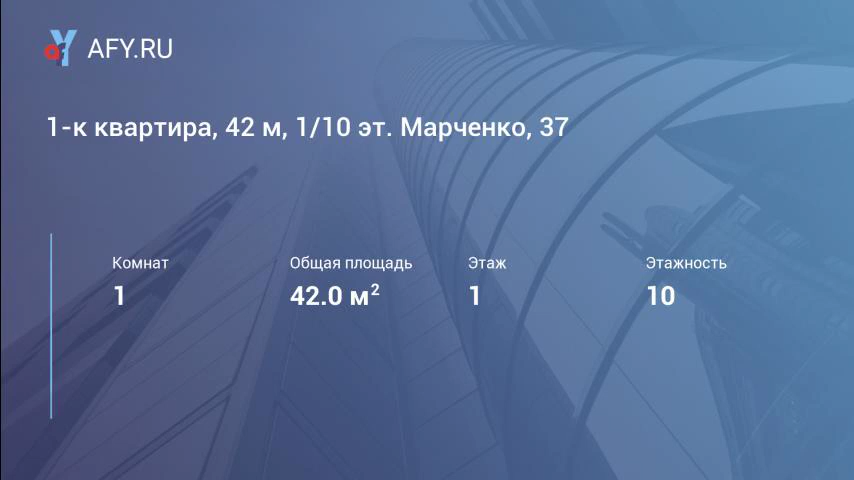 AFY.RU
1-к квартира, 42 м, 1/10 эт. Марченко, 37
Комнат Общая площадь Этаж Этажность
1 42.0 м² 1 10